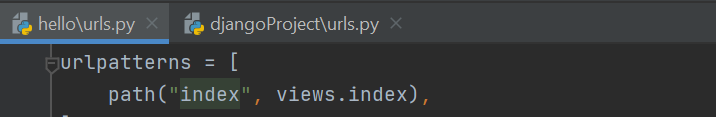 hello\urls.py djangoProject\urls.py
urlpatterns = [
path("index", views.index),